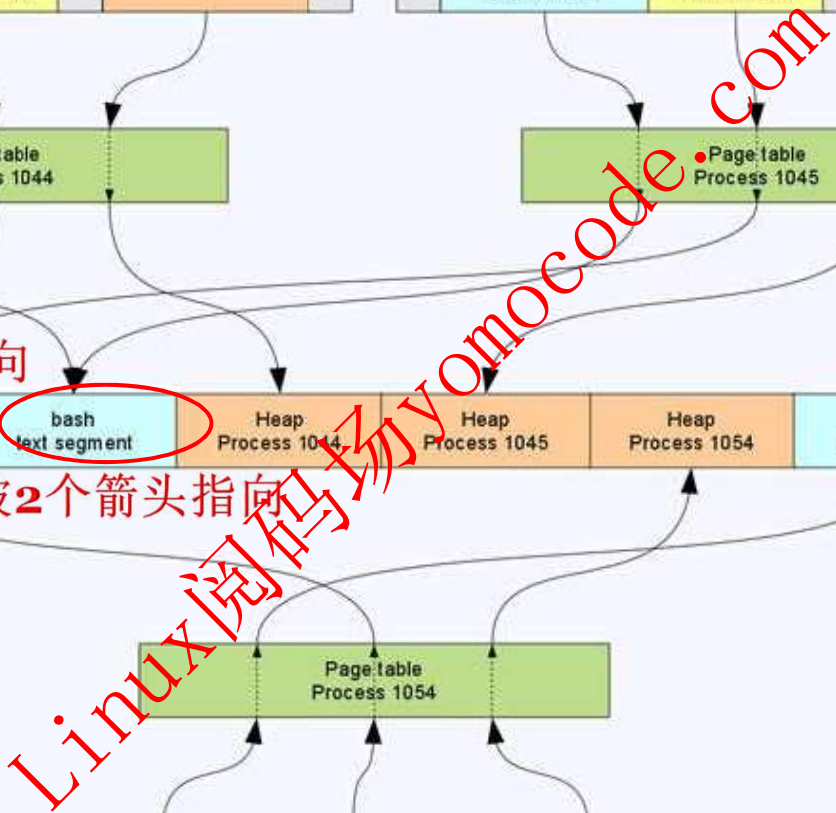 Page table
Process 1045
1044
向
bash
text segment
Heap
Process 1044
Heap
Process 1045
Heap
Process 1054
2个箭头指向
Page table
Process 1054
Linux阅码场yomocode.com